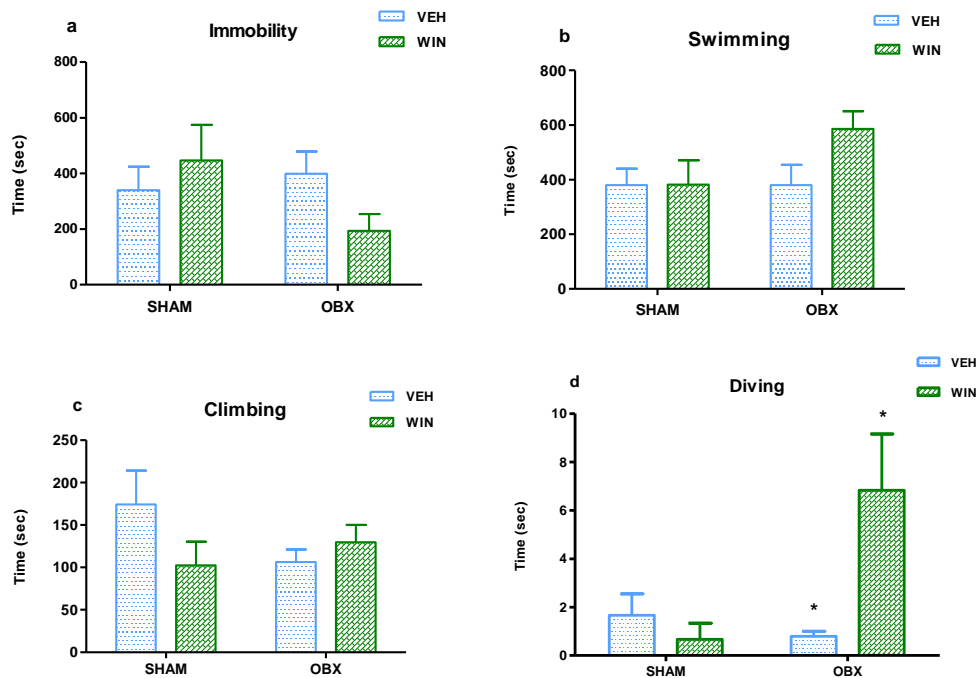 a
Immobility
VEH
WIN
800
600
400
200
0
Time (sec)
SHAM
OBX
b
Swimming
VEH
WIN
800
600
400
200
0
Time (sec)
SHAM
OBX
c
Climbing
VEH
WIN
250
200
150
100
50
0
Time (sec)
SHAM
OBX
d
Diving
VEH
WIN
10
8
6
4
2
0
Time (sec)
*
*
SHAM
OBX